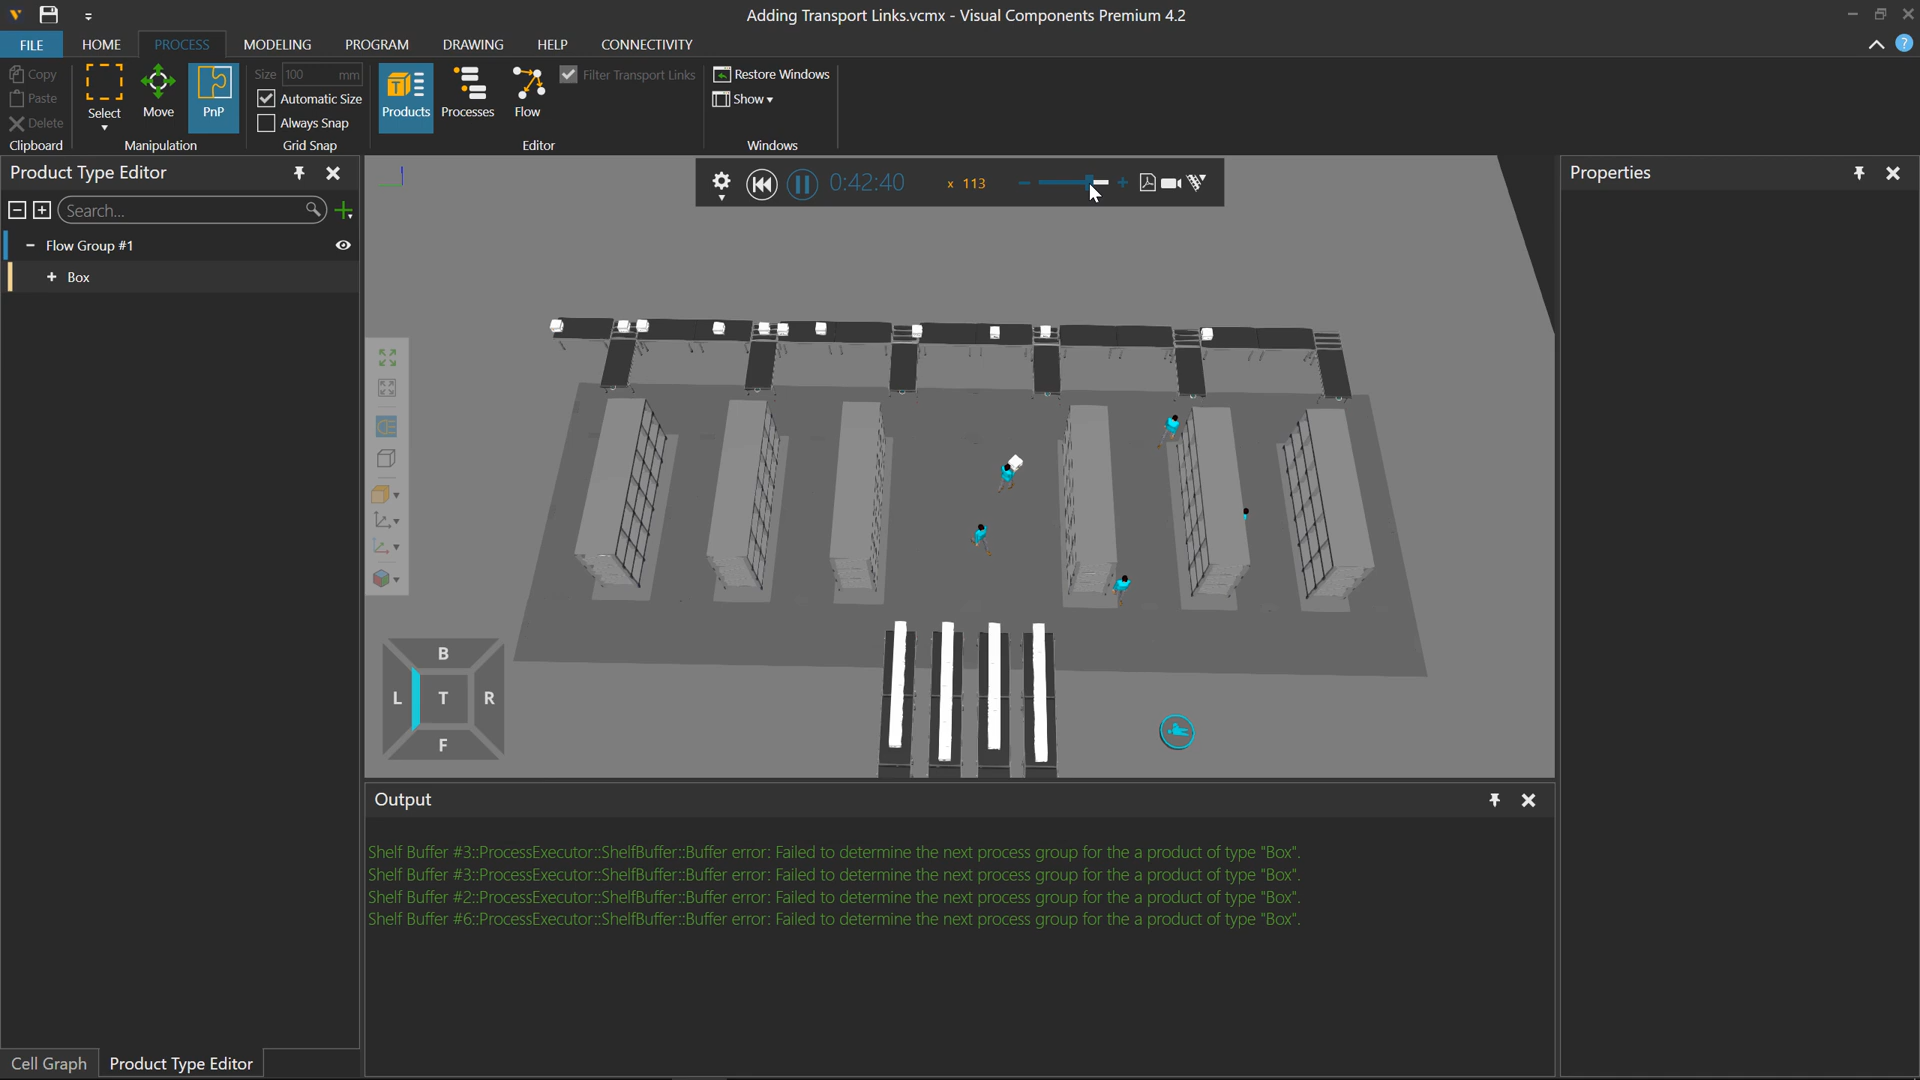 Adding Transport Links.vcmx - Visual Components Premium 4.2
FILE HOME PROCESS MODELING PROGRAM DRAWING HELP CONNECTIVITY
Copy
Paste
Delete
Clipboard
Select
Move
PnP
Manipulation
Size 100 mm
Automatic Size
Always Snap
Grid Snap
Products
Processes
Flow
Filter Transport Links
Editor
Restore Windows
Show
Windows
Product Type Editor
Search...
Flow Group #1
Box
0:42:40
x 113
Properties
B
L T R
F
Output
Shelf Buffer #3::ProcessExecutor::ShelfBuffer::Buffer error: Failed to determine the next process group for the a product of type "Box".
Shelf Buffer #3::ProcessExecutor::ShelfBuffer::Buffer error: Failed to determine the next process group for the a product of type "Box".
Shelf Buffer #2::ProcessExecutor::ShelfBuffer::Buffer error: Failed to determine the next process group for the a product of type "Box".
Shelf Buffer #6::ProcessExecutor::ShelfBuffer::Buffer error: Failed to determine the next process group for the a product of type "Box".
Cell Graph
Product Type Editor